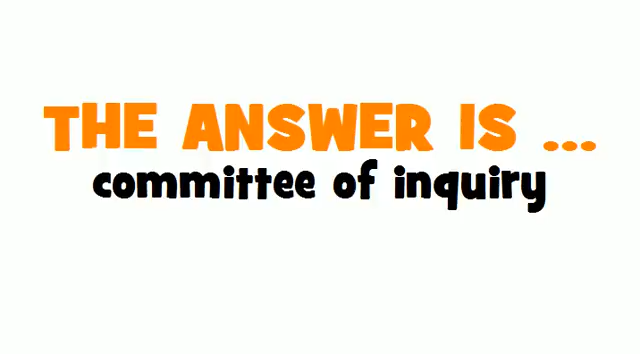 THE ANSWER IS ...
committee of inquiry